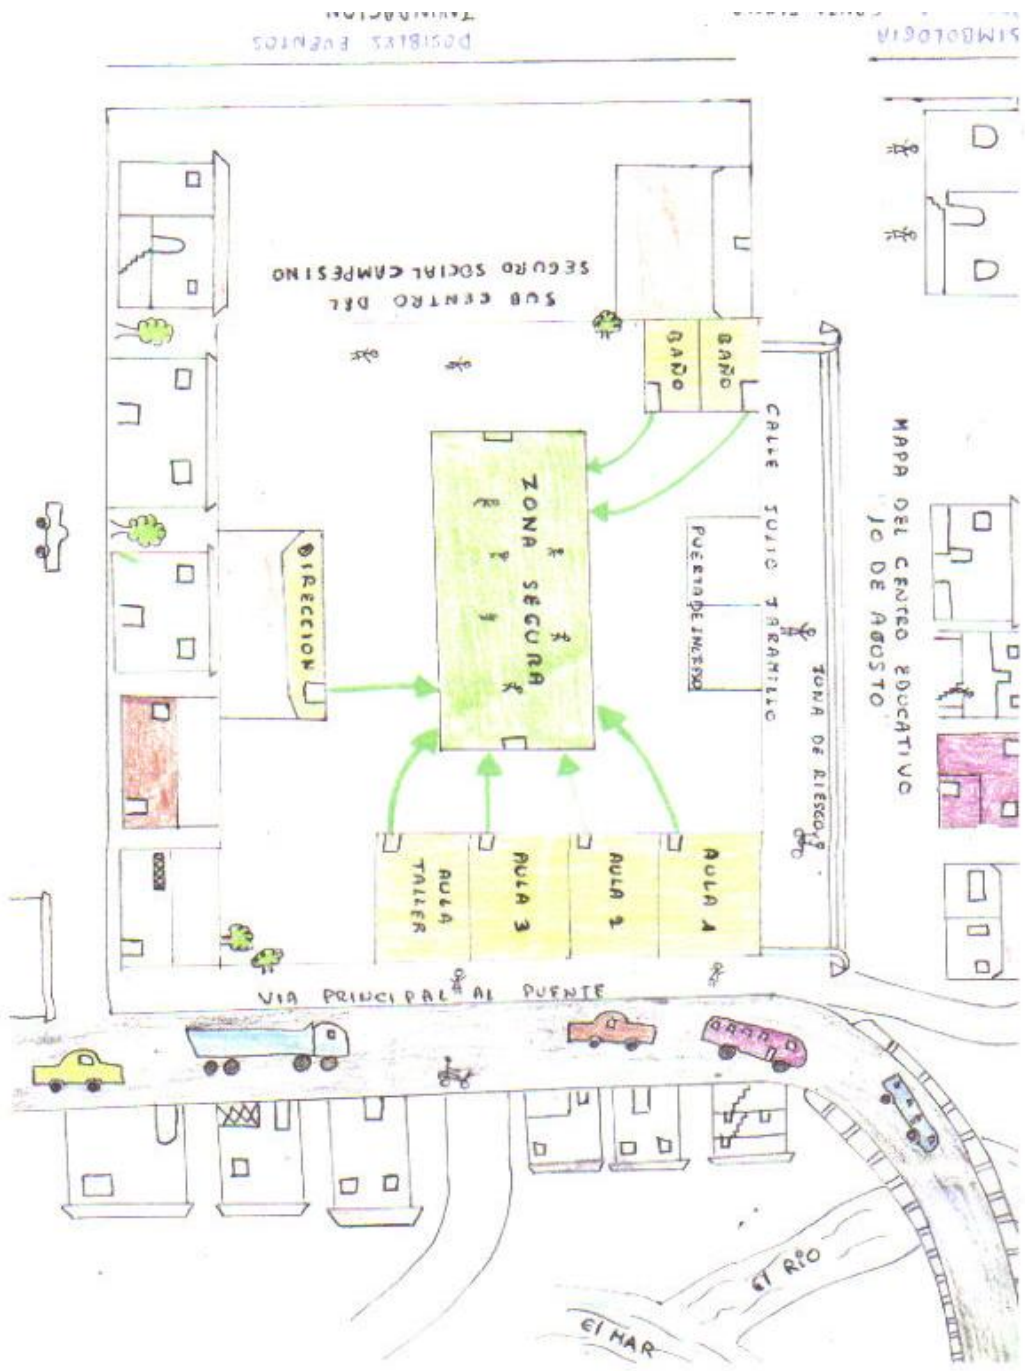 POSIBLES EVENTOS
INUNDACION
SIMBOLOGIA
MAPA DEL CENTRO EDUCATIVO
10 DE AGOSTO
SUB CENTRO DEL
SEGURO SOCIAL CAMPESINO
BAÑO
BAÑO
CALLE JULIO JARAMILLO
ZONA DE RIESGO
PUERTA DE INGRESO
ZONA SEGURA
DIRECCION
AULA 1
AULA 2
AULA 3
AULA
TALLER
VIA PRINCIPAL AL PUENTE
El RIO
El MAR